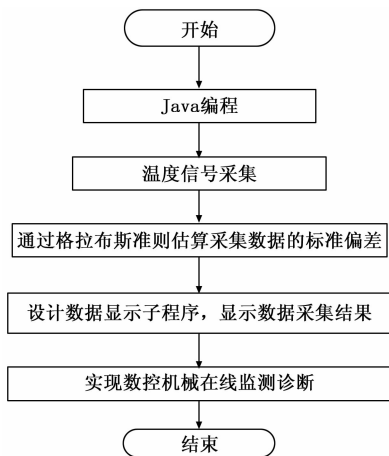 开始
Java编程
温度信号采集
通过格拉布斯准则估算采集数据的标准偏差
设计数据显示子程序，显示数据采集结果
实现数控机械在线监测诊断
结束